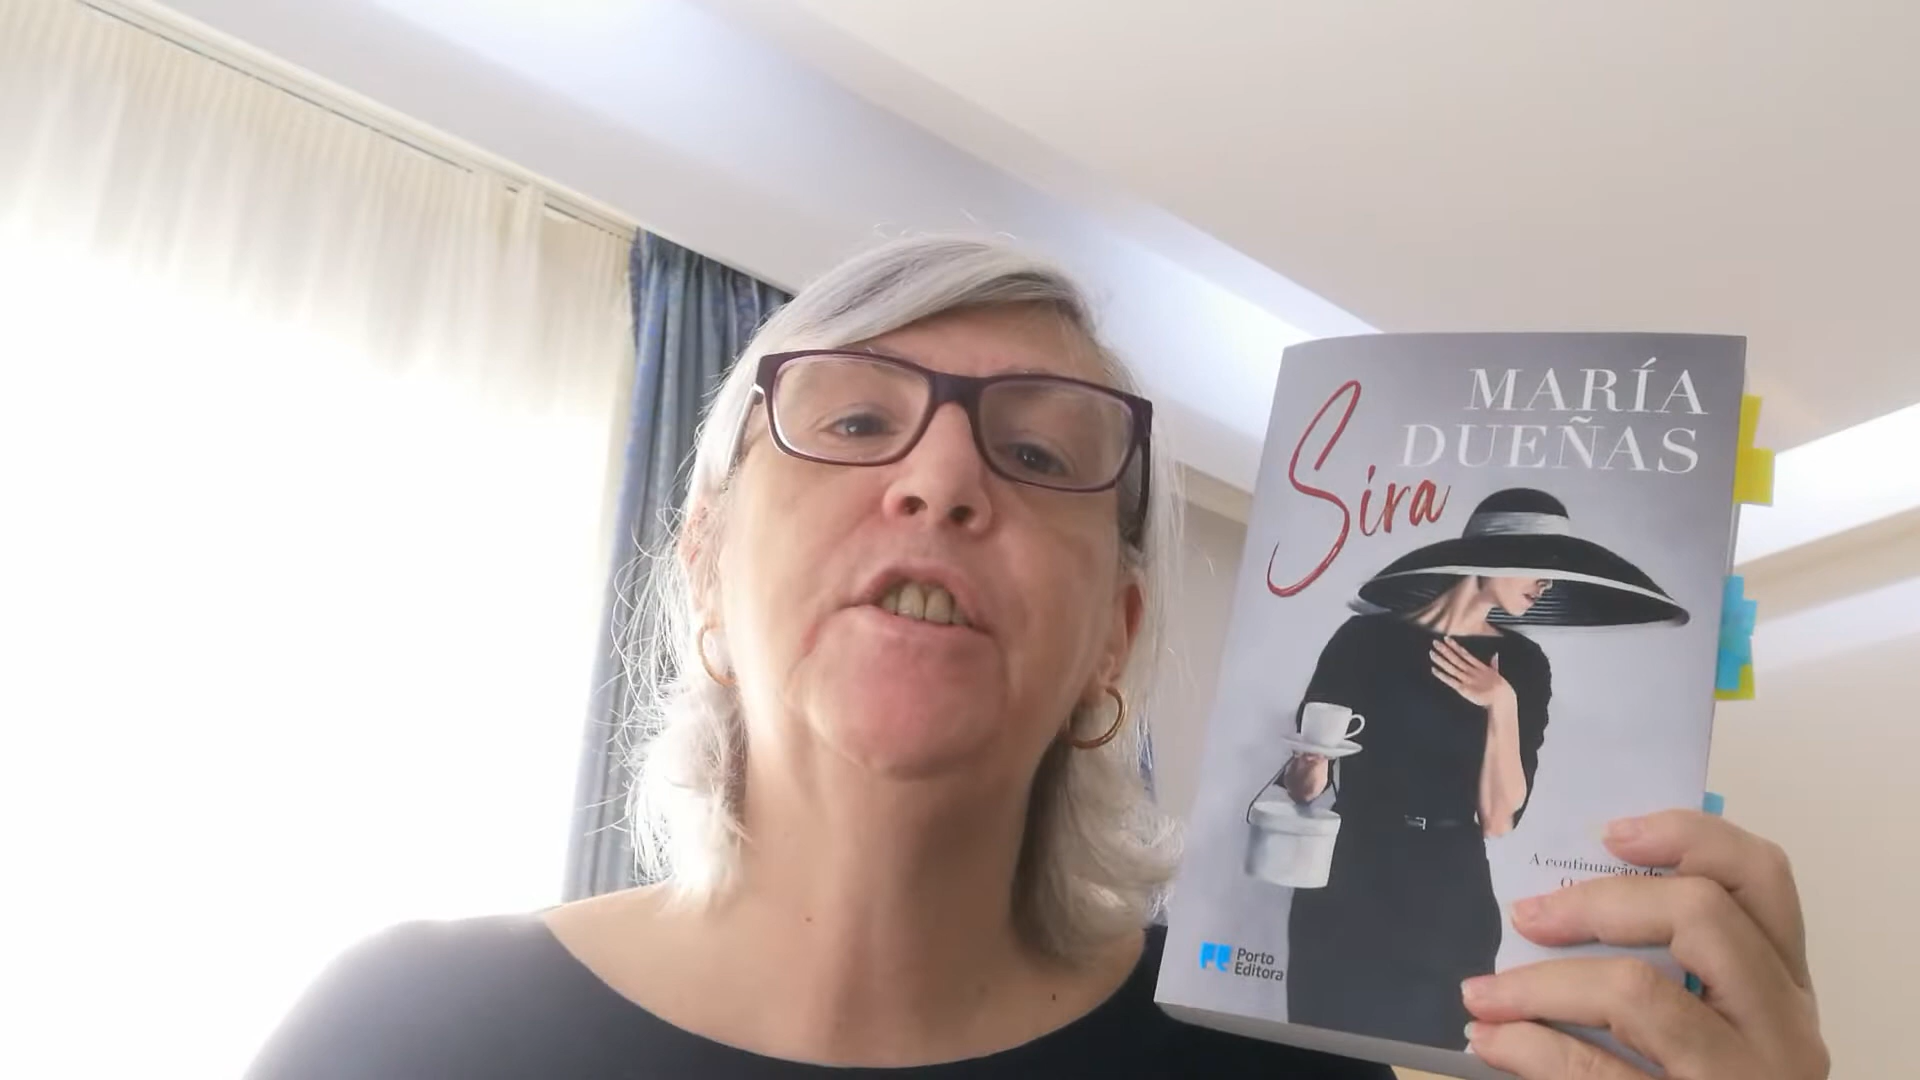 MARÍA
DUEÑAS
Sira
A continuação de
O
Porto
Editora